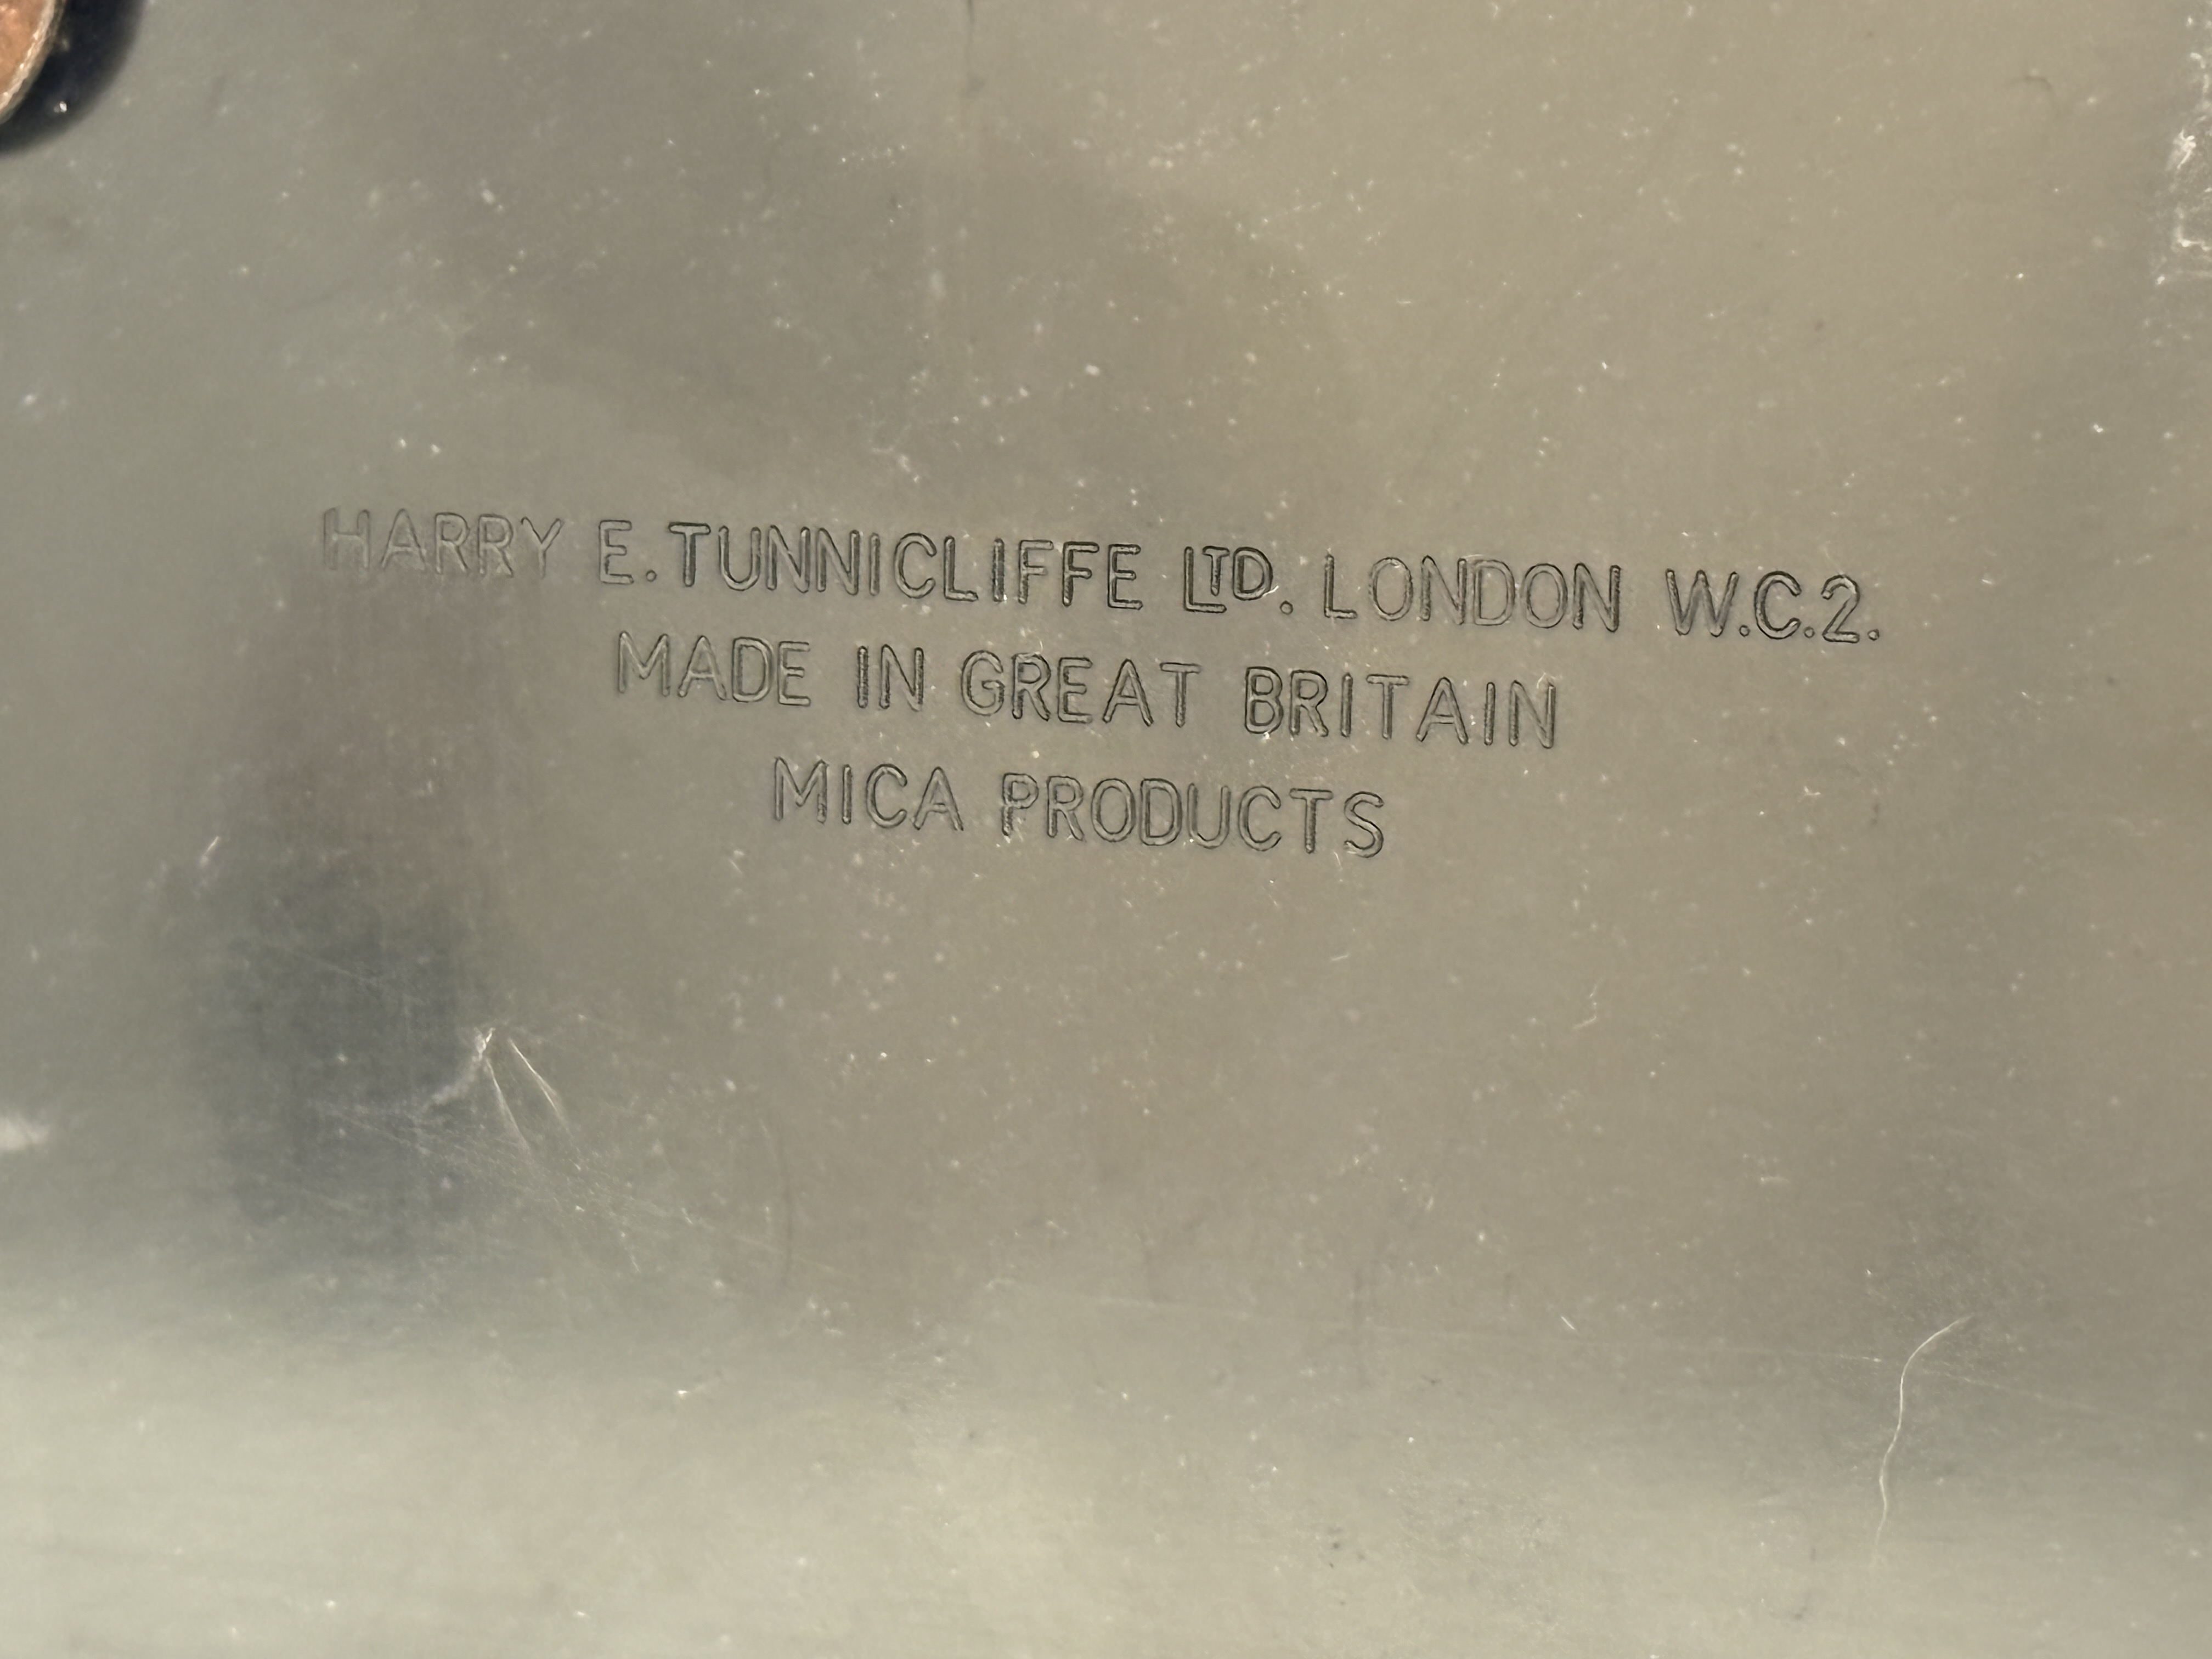 HARRY E. TUNNICLIFFE LTD. LONDON W.C.2.
MADE IN GREAT BRITAIN
MICA PRODUCTS